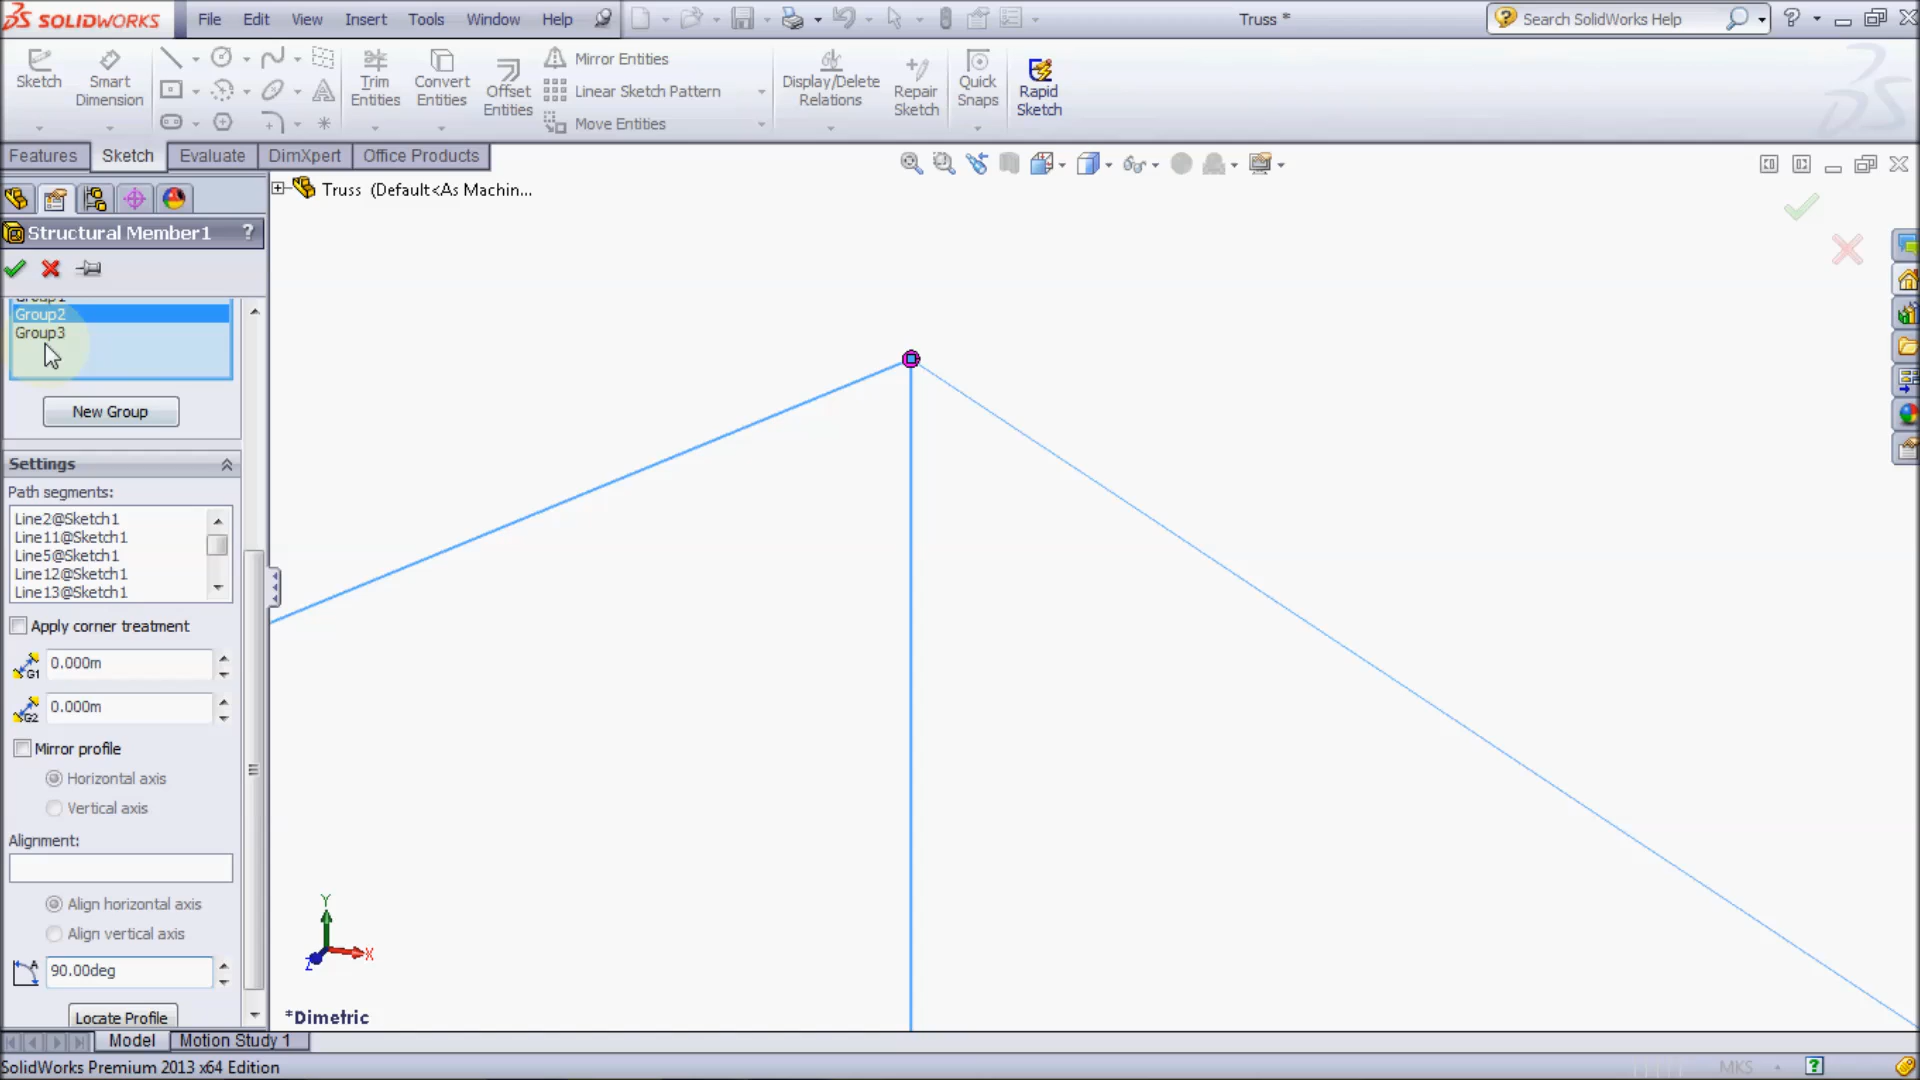 SOLIDWORKS File Edit View Insert Tools Window Help Truss * Search SolidWorks Help
Sketch
Smart Dimension
Trim Entities
Convert Entities
Offset Entities
Mirror Entities
Linear Sketch Pattern
Move Entities
Display/Delete Relations
Repair Sketch
Quick Snaps
Rapid Sketch
Features Sketch Evaluate DimXpert Office Products
Truss (Default<As Machin...
Structural Member1 ?
Group1
Group2
Group3
New Group
Settings
Path segments:
Line2@Sketch1
Line11@Sketch1
Line5@Sketch1
Line12@Sketch1
Line13@Sketch1
Apply corner treatment
G1 0.000m
G2 0.000m
Mirror profile
Horizontal axis
Vertical axis
Alignment:
Align horizontal axis
Align vertical axis
A 90.00deg
Locate Profile
Y
X
Z
*Dimetric
Model Motion Study 1
SolidWorks Premium 2013 x64 Edition MKS